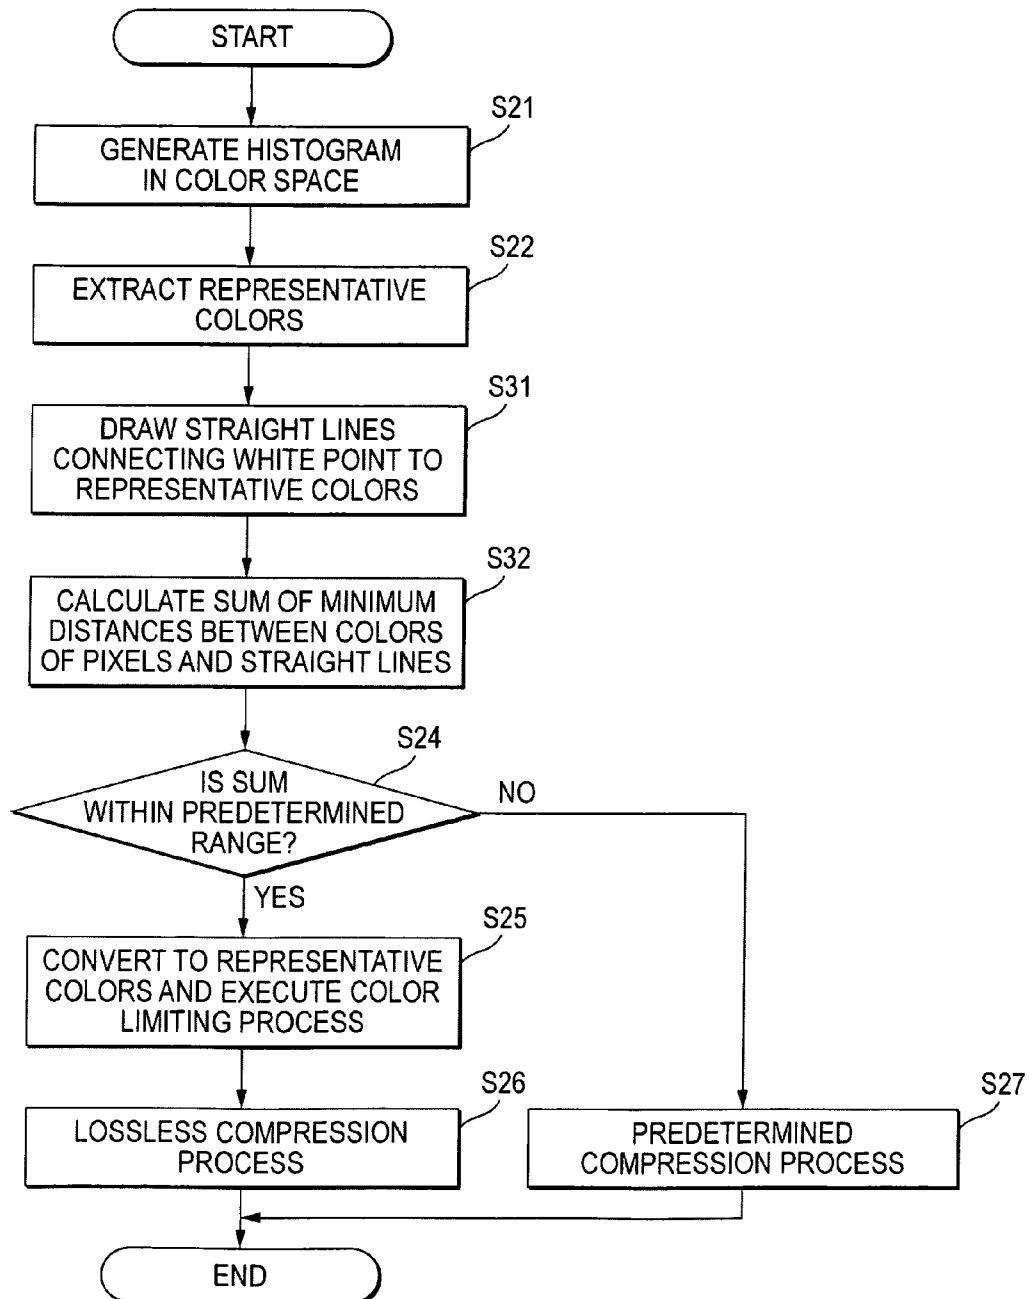 START
S21
GENERATE HISTOGRAM
IN COLOR SPACE
S22
EXTRACT REPRESENTATIVE
COLORS
S31
DRAW STRAIGHT LINES
CONNECTING WHITE POINT TO
REPRESENTATIVE COLORS
S32
CALCULATE SUM OF MINIMUM
DISTANCES BETWEEN COLORS
OF PIXELS AND STRAIGHT LINES
S24
IS SUM
WITHIN PREDETERMINED
RANGE?
NO
YES
S25
CONVERT TO REPRESENTATIVE
COLORS AND EXECUTE COLOR
LIMITING PROCESS
S26
LOSSLESS COMPRESSION
PROCESS
S27
PREDETERMINED
COMPRESSION PROCESS
END